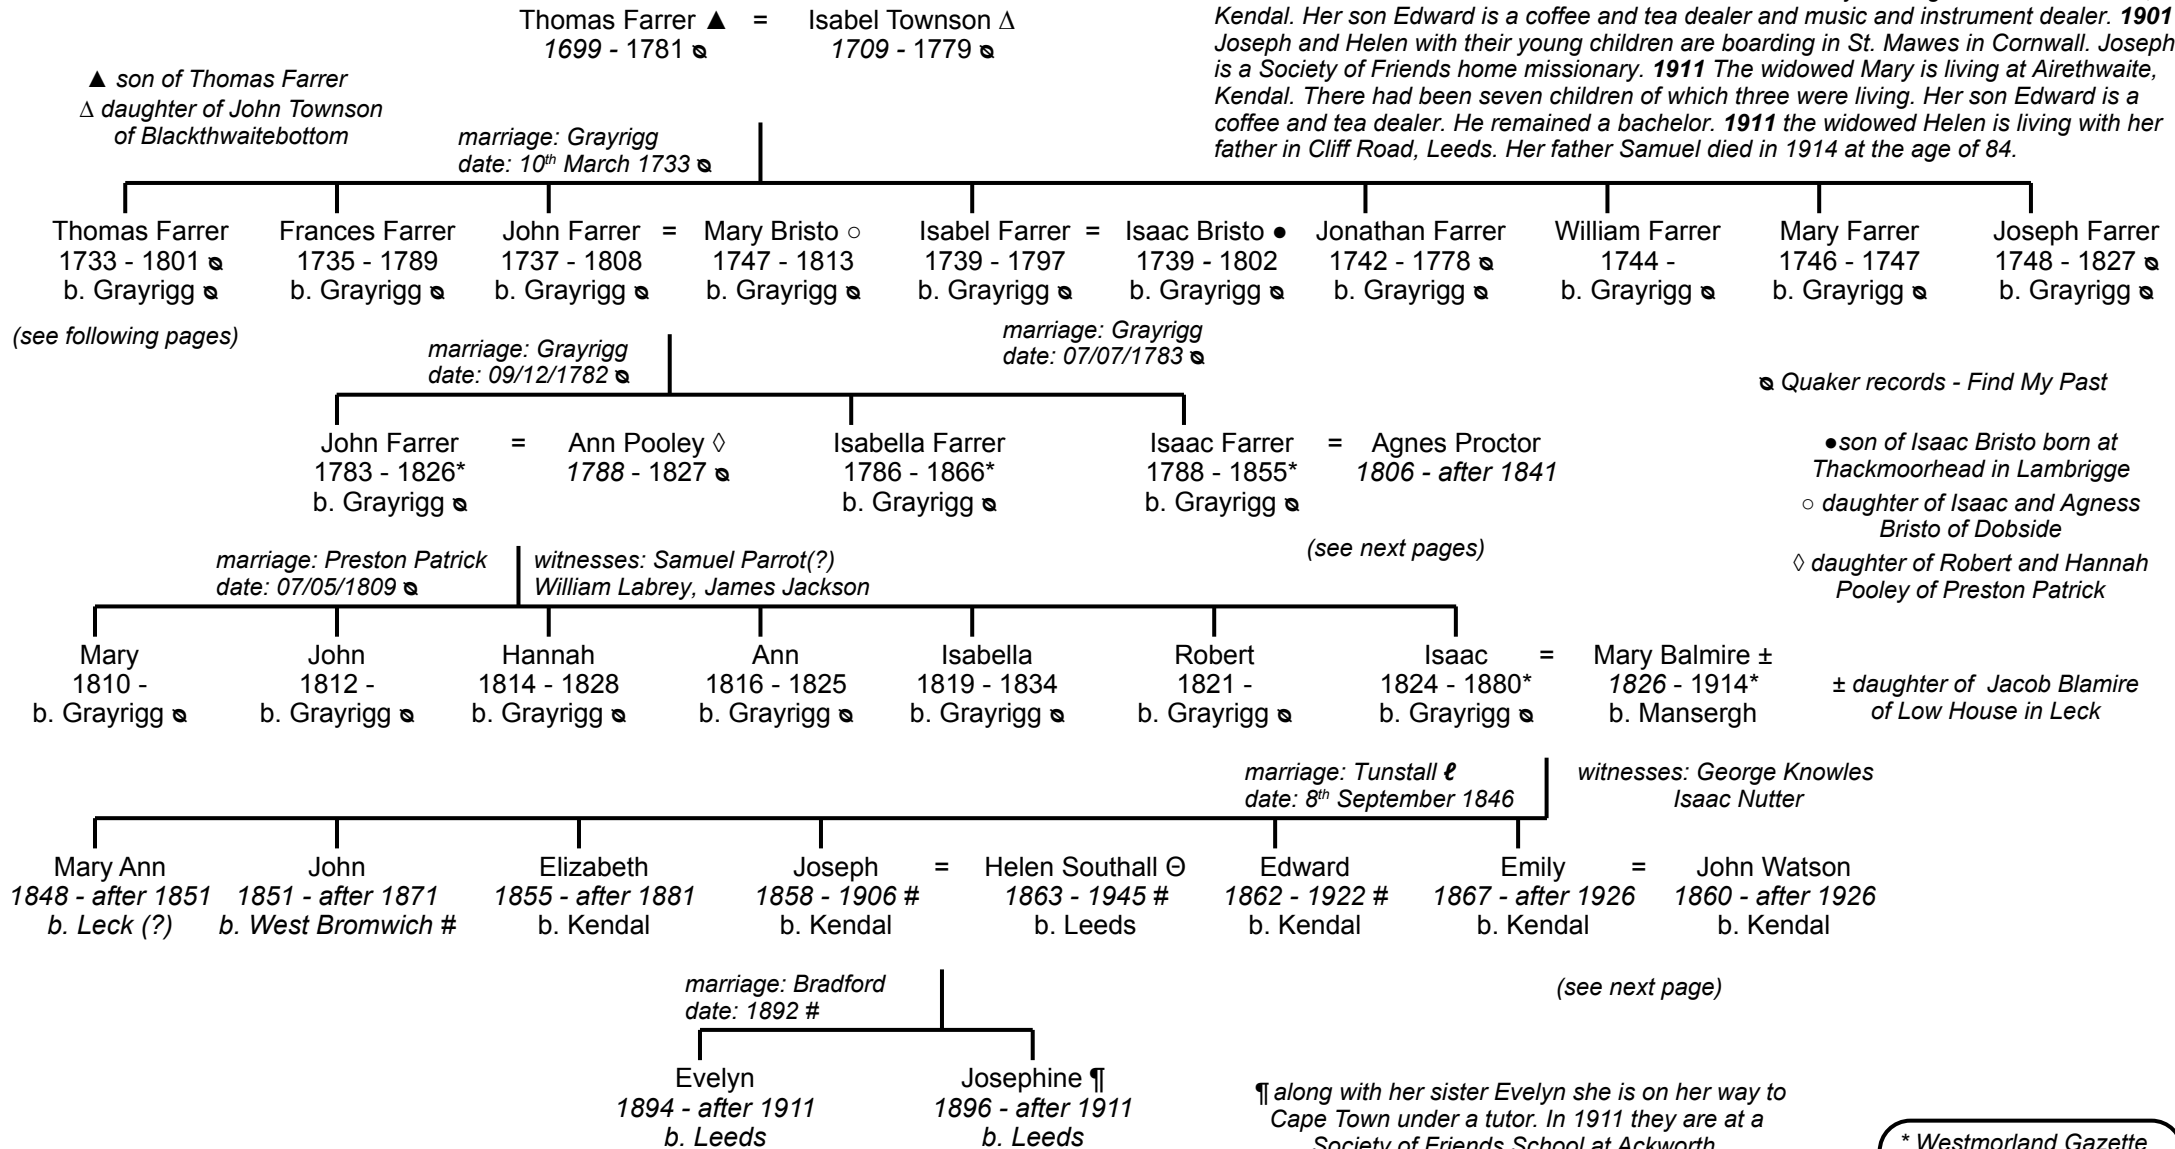 Thomas Farrer ▲ = Isabel Townson Δ
1699 - 1781 ᴓ 1709 - 1779 ᴓ
▲ son of Thomas Farrer
Δ daughter of John Townson
of Blackthwaitebottom
Kendal. Her son Edward is a coffee and tea dealer and music and instrument dealer. 1901
Joseph and Helen with their young children are boarding in St. Mawes in Cornwall. Joseph
is a Society of Friends home missionary. 1911 The widowed Mary is living at Airethwaite,
Kendal. There had been seven children of which three were living. Her son Edward is a
coffee and tea dealer. He remained a bachelor. 1911 the widowed Helen is living with her
father in Cliff Road, Leeds. Her father Samuel died in 1914 at the age of 84.
marriage: Grayrigg
date: 10th March 1733 ᴓ
Thomas Farrer Frances Farrer John Farrer = Mary Bristo ○ Isabel Farrer = Isaac Bristo ● Jonathan Farrer William Farrer Mary Farrer Joseph Farrer
1733 - 1801 ᴓ 1735 - 1789 1737 - 1808 1747 - 1813 1739 - 1797 1739 - 1802 1742 - 1778 ᴓ 1744 - 1746 - 1747 1748 - 1827 ᴓ
b. Grayrigg ᴓ b. Grayrigg ᴓ b. Grayrigg ᴓ b. Grayrigg ᴓ b. Grayrigg ᴓ b. Grayrigg ᴓ b. Grayrigg ᴓ b. Grayrigg ᴓ b. Grayrigg ᴓ b. Grayrigg ᴓ
(see following pages)
marriage: Grayrigg
date: 09/12/1782 ᴓ
marriage: Grayrigg
date: 07/07/1783 ᴓ
ᴓ Quaker records - Find My Past
John Farrer = Ann Pooley ◊ Isabella Farrer Isaac Farrer = Agnes Proctor
1783 - 1826* 1788 - 1827 ᴓ 1786 - 1866* 1788 - 1855* 1806 - after 1841
b. Grayrigg ᴓ b. Grayrigg ᴓ b. Grayrigg ᴓ
●son of Isaac Bristo born at
Thackmoorhead in Lambrigge
○ daughter of Isaac and Agness
Bristo of Dobside
◊ daughter of Robert and Hannah
Pooley of Preston Patrick
(see next pages)
marriage: Preston Patrick
date: 07/05/1809 ᴓ
witnesses: Samuel Parrot(?)
William Labrey, James Jackson
Mary John Hannah Ann Isabella Robert Isaac = Mary Balmire ±
1810 - 1812 - 1814 - 1828 1816 - 1825 1819 - 1834 1821 - 1824 - 1880* 1826 - 1914*
b. Grayrigg ᴓ b. Grayrigg ᴓ b. Grayrigg ᴓ b. Grayrigg ᴓ b. Grayrigg ᴓ b. Grayrigg ᴓ b. Grayrigg ᴓ b. Mansergh
± daughter of Jacob Blamire
of Low House in Leck
marriage: Tunstall ℓ
date: 8th September 1846
witnesses: George Knowles
Isaac Nutter
Mary Ann John Elizabeth Joseph = Helen Southall Θ Edward Emily = John Watson
1848 - after 1851 1851 - after 1871 1855 - after 1881 1858 - 1906 # 1863 - 1945 # 1862 - 1922 # 1867 - after 1926 1860 - after 1926
b. Leck (?) b. West Bromwich # b. Kendal b. Kendal b. Leeds b. Kendal b. Kendal b. Kendal
marriage: Bradford
date: 1892 #
(see next page)
Evelyn Josephine ¶
1894 - after 1911 1896 - after 1911
b. Leeds b. Leeds
¶ along with her sister Evelyn she is on her way to
Cape Town under a tutor. In 1911 they are at a
Society of Friends School at Ackworth
* Westmorland Gazette